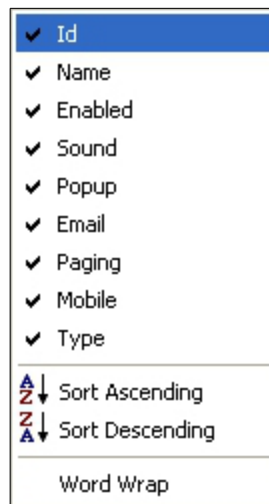 Id
Name
Enabled
Sound
Popup
Email
Paging
Mobile
Type
A
Z Sort Ascending
Z
A Sort Descending
Word Wrap